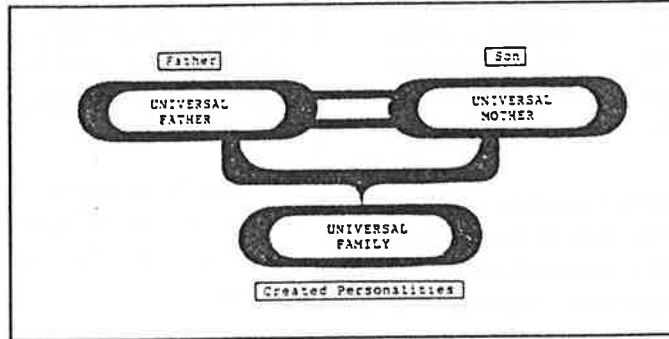 Father
Son
UNIVERSAL
FATHER
UNIVERSAL
MOTHER
UNIVERSAL
FAMILY
Created Personalities